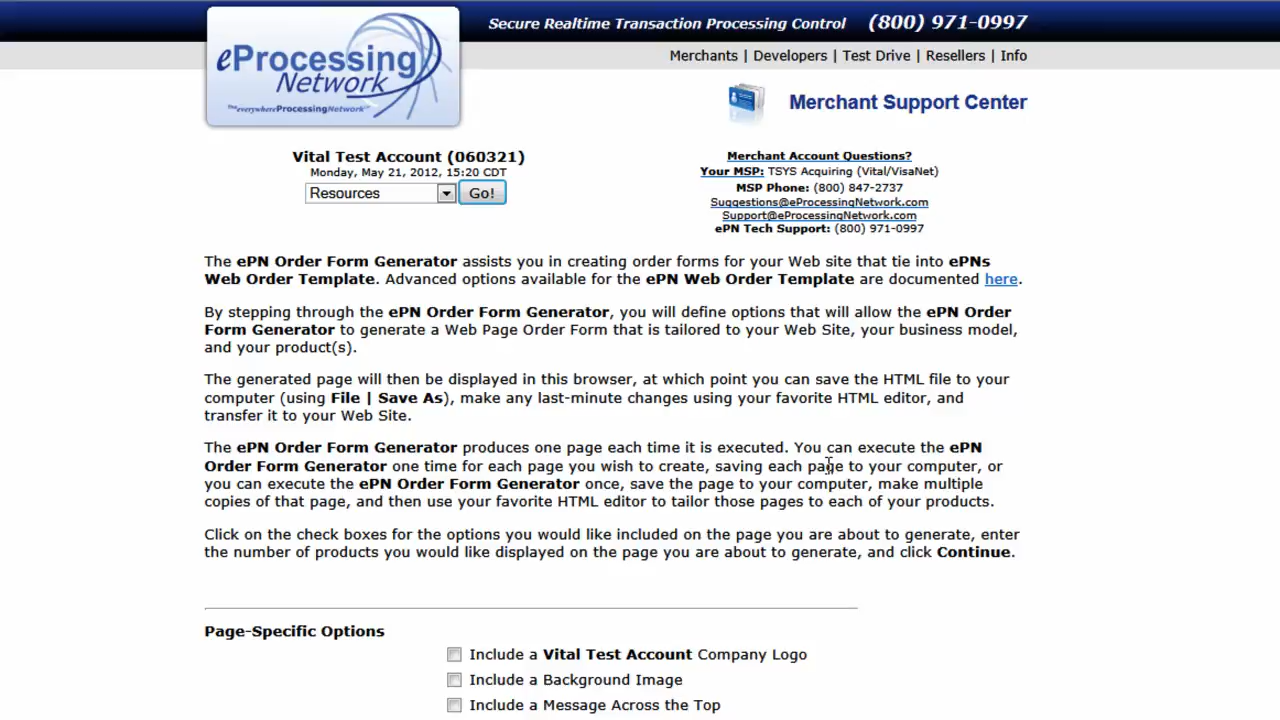 Secure Realtime Transaction Processing Control (800) 971-0997
eProcessing
Network
The everywhereProcessingNetwork™
Merchants | Developers | Test Drive | Resellers | Info
Merchant Support Center
Vital Test Account (060321)
Monday, May 21, 2012, 15:20 CDT
Resources Go!
Merchant Account Questions?
Your MSP: TSYS Acquiring (Vital/VisaNet)
MSP Phone: (800) 847-2737
Suggestions@eProcessingNetwork.com
Support@eProcessingNetwork.com
ePN Tech Support: (800) 971-0997
The ePN Order Form Generator assists you in creating order forms for your Web site that tie into ePNs
Web Order Template. Advanced options available for the ePN Web Order Template are documented here.
By stepping through the ePN Order Form Generator, you will define options that will allow the ePN Order
Form Generator to generate a Web Page Order Form that is tailored to your Web Site, your business model,
and your product(s).
The generated page will then be displayed in this browser, at which point you can save the HTML file to your
computer (using File | Save As), make any last-minute changes using your favorite HTML editor, and
transfer it to your Web Site.
The ePN Order Form Generator produces one page each time it is executed. You can execute the ePN
Order Form Generator one time for each page you wish to create, saving each page to your computer, or
you can execute the ePN Order Form Generator once, save the page to your computer, make multiple
copies of that page, and then use your favorite HTML editor to tailor those pages to each of your products.
Click on the check boxes for the options you would like included on the page you are about to generate, enter
the number of products you would like displayed on the page you are about to generate, and click Continue.
Page-Specific Options
Include a Vital Test Account Company Logo
Include a Background Image
Include a Message Across the Top